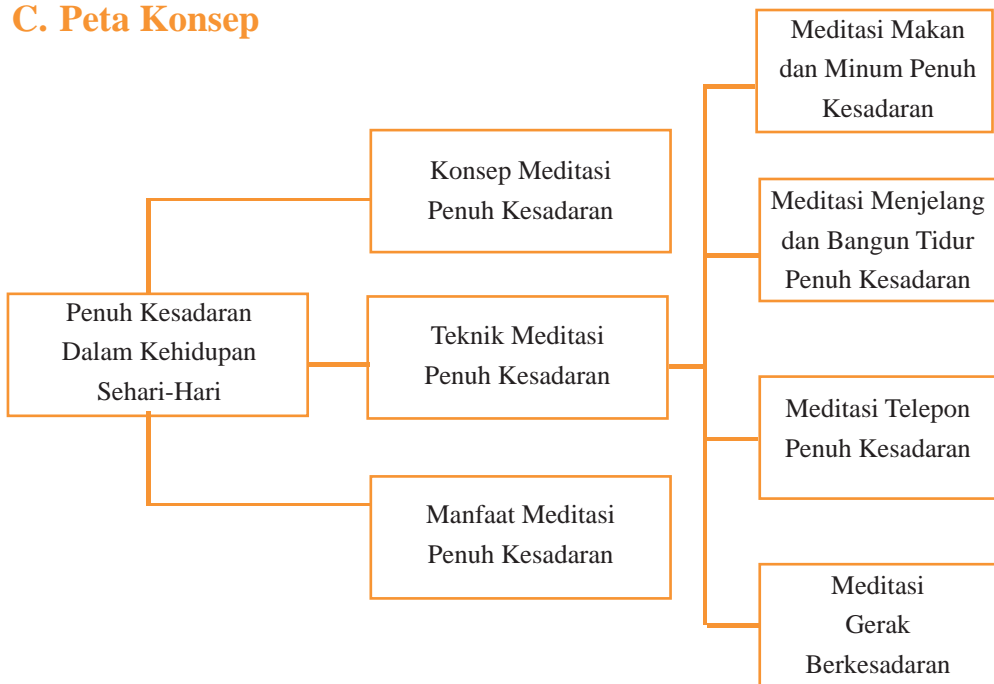 C. Peta Konsep
Penuh Kesadaran
Dalam Kehidupan
Sehari-Hari
Konsep Meditasi
Penuh Kesadaran
Teknik Meditasi
Penuh Kesadaran
Manfaat Meditasi
Penuh Kesadaran
Meditasi Makan
dan Minum Penuh
Kesadaran
Meditasi Menjelang
dan Bangun Tidur
Penuh Kesadaran
Meditasi Telepon
Penuh Kesadaran
Meditasi
Gerak
Berkesadaran